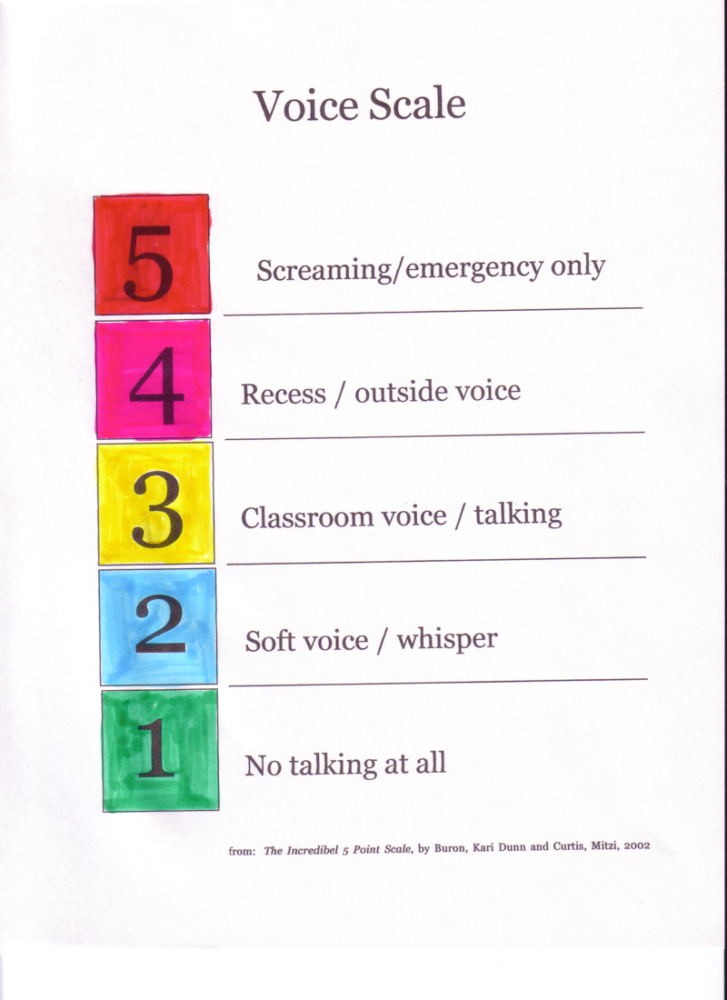 Voice Scale
5
Screaming/emergency only
4
Recess / outside voice
3
Classroom voice / talking
2
Soft voice / whisper
1
No talking at all
from: The Incredibel 5 Point Scale, by Buron, Kari Dunn and Curtis, Mitzi, 2002